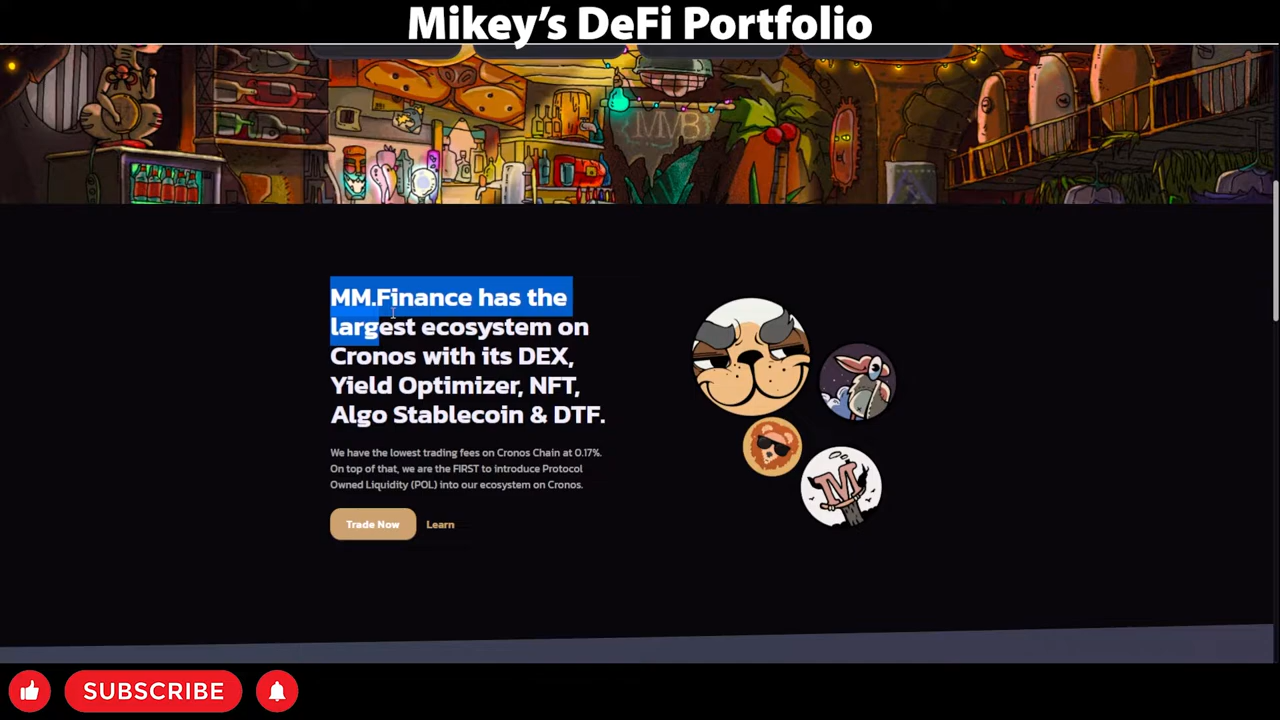 Mikey's DeFi Portfolio
MMB
MM.Finance has the
largest ecosystem on
Cronos with its DEX,
Yield Optimizer, NFT,
Algo Stablecoin & DTF.
We have the lowest trading fees on Cronos Chain at 0.17%.
On top of that, we are the FIRST to introduce Protocol
Owned Liquidity (POL) into our ecosystem on Cronos.
Trade Now
Learn
M
SUBSCRIBE